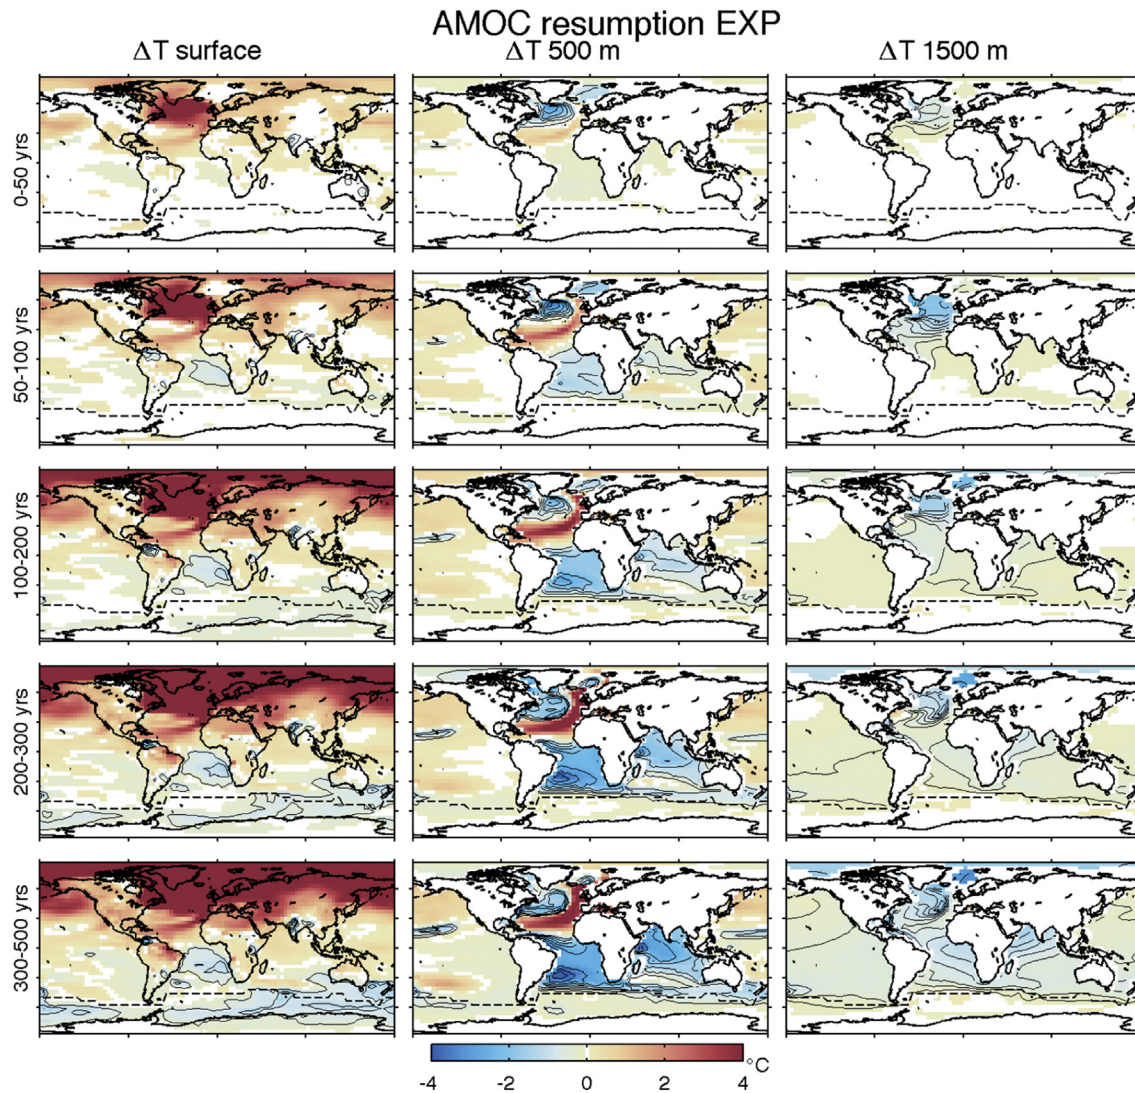 AMOC resumption EXP
ΔT surface
ΔT 500 m
ΔT 1500 m
0-50 yrs
50-100 yrs
100-200 yrs
200-300 yrs
300-500 yrs
-4 -2 0 2 4 °C